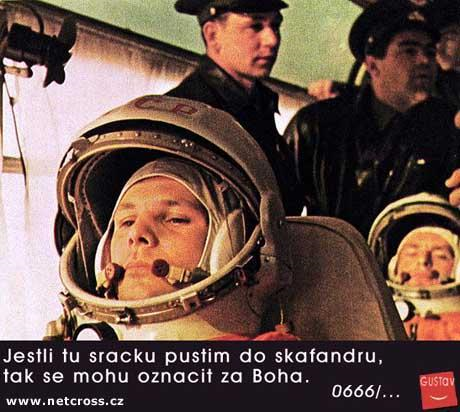 С.Р.
Jestli tu sracku pustim do skafandru,
tak se mohu oznacit za Boha.
0666/...
GUSTav
www.netcross.cz